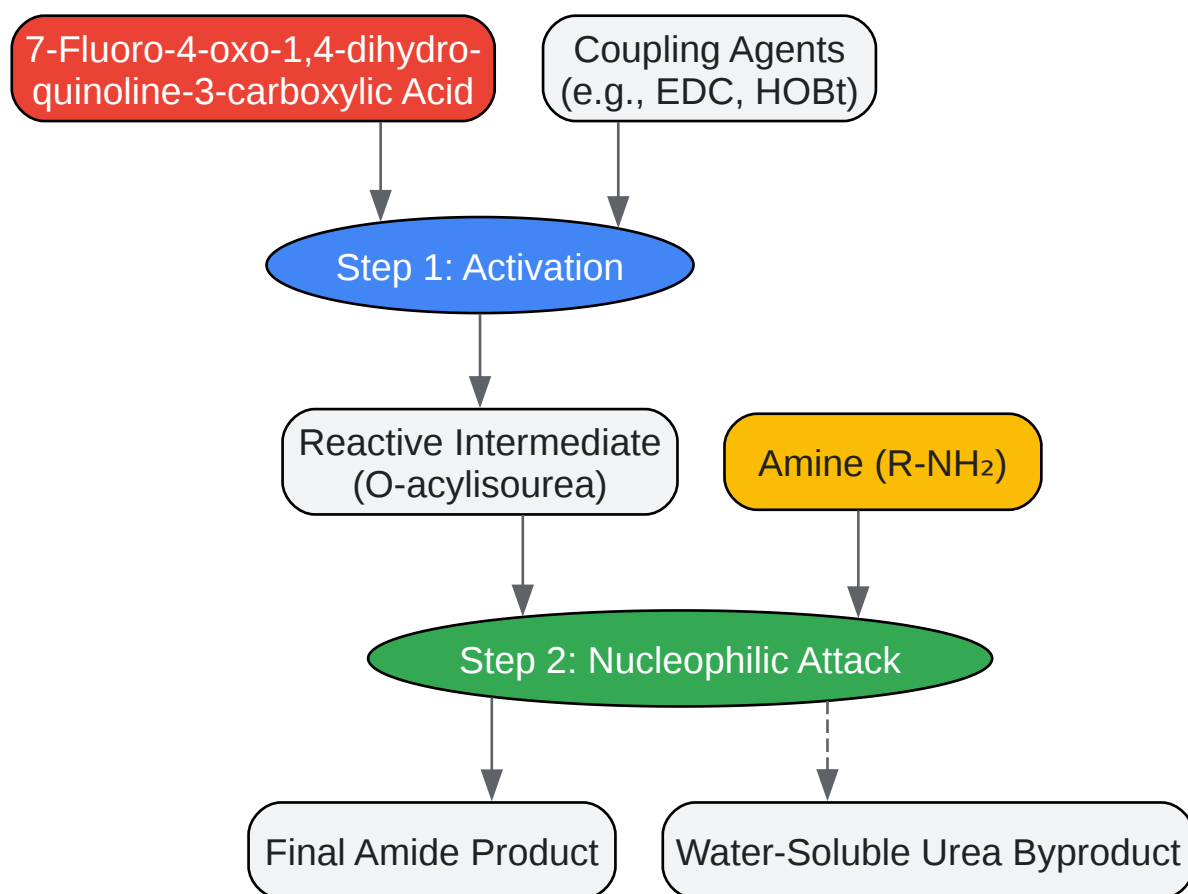 7-Fluoro-4-oxo-1,4-dihydro-
quinoline-3-carboxylic Acid
Coupling Agents
(e.g., EDC, HOBt)
Step 1: Activation
Reactive Intermediate
(O-acylisourea)
Amine (R-NH₂)
Step 2: Nucleophilic Attack
Final Amide Product
Water-Soluble Urea Byproduct